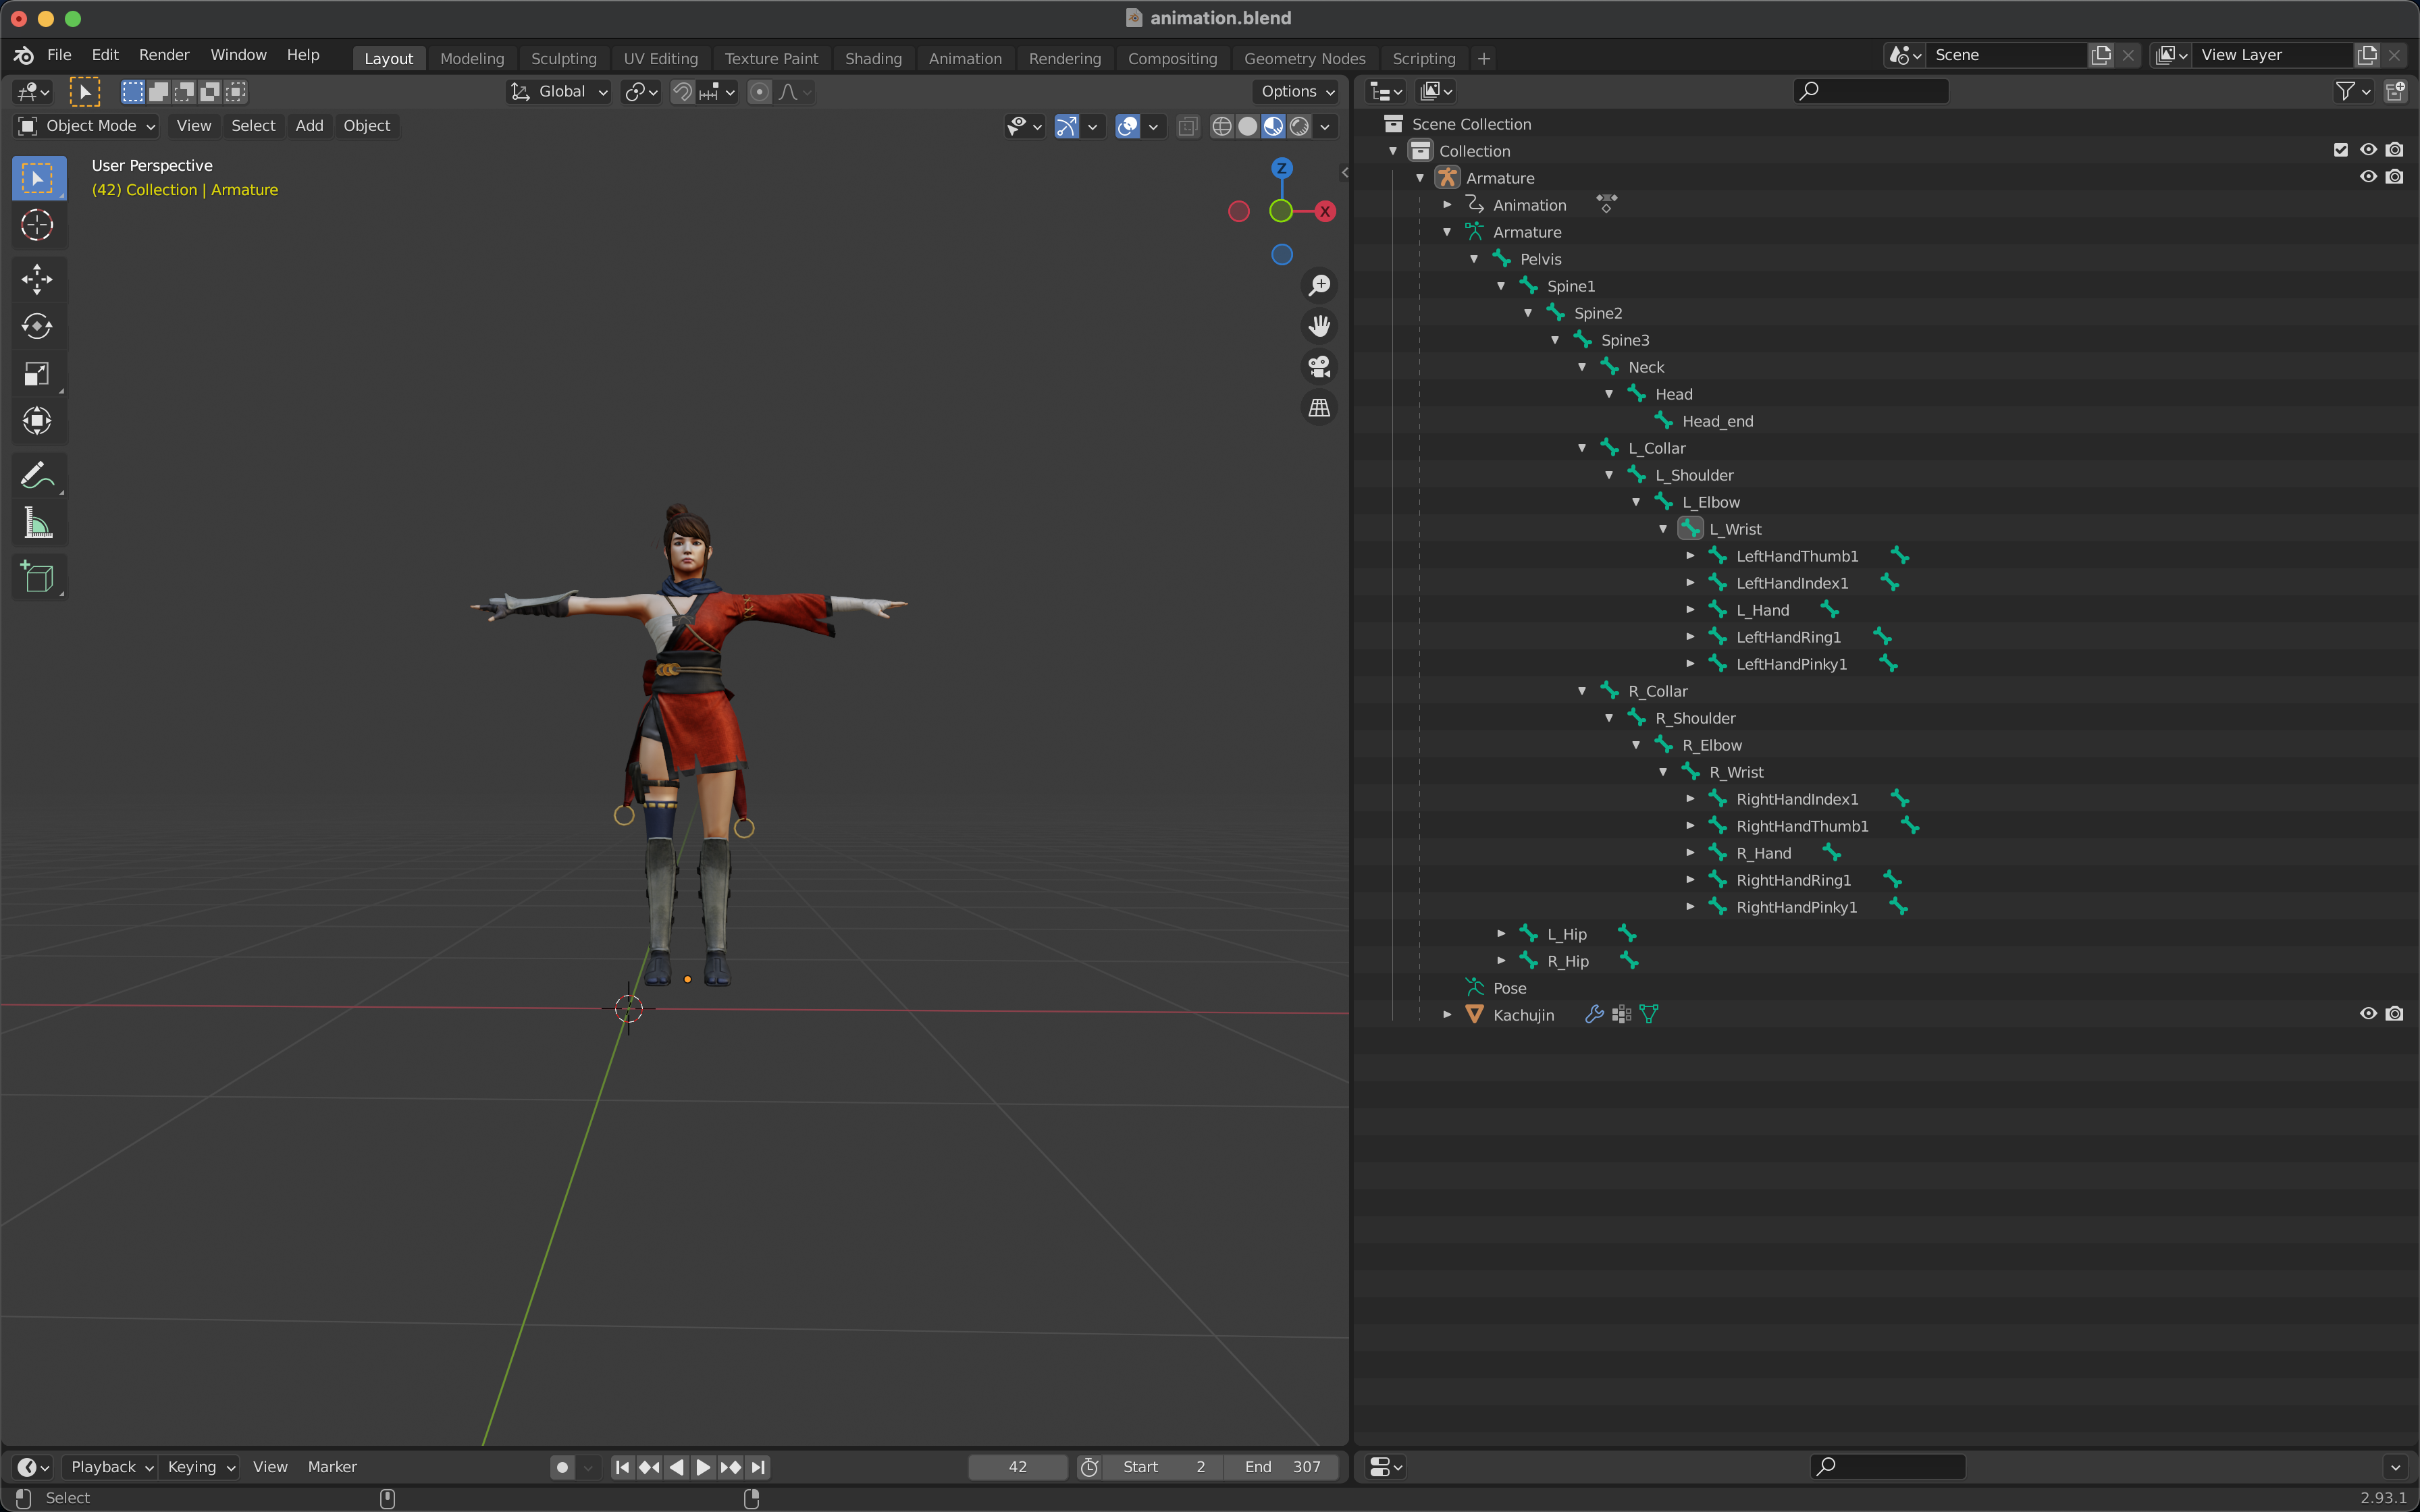 animation.blend
File Edit Render Window Help Layout Modeling Sculpting UV Editing Texture Paint Shading Animation Rendering Compositing Geometry Nodes Scripting + Scene View Layer
Global Options
Object Mode View Select Add Object
User Perspective
(42) Collection | Armature
Z
X
Scene Collection
Collection
Armature
Animation
Armature
Pelvis
Spine1
Spine2
Spine3
Neck
Head
Head_end
L_Collar
L_Shoulder
L_Elbow
L_Wrist
LeftHandThumb1
LeftHandIndex1
L_Hand
LeftHandRing1
LeftHandPinky1
R_Collar
R_Shoulder
R_Elbow
R_Wrist
RightHandIndex1
RightHandThumb1
R_Hand
RightHandRing1
RightHandPinky1
L_Hip
R_Hip
Pose
Kachujin
Playback Keying View Marker 42 Start 2 End 307
Select 2.93.1